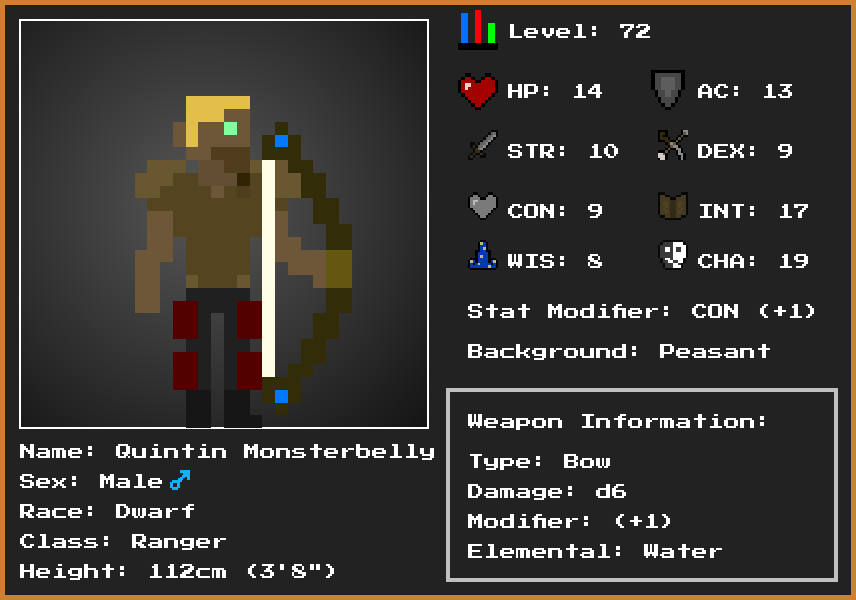 Level: 72
HP: 14
AC: 13
STR: 10
DEX: 9
CON: 9
INT: 17
WIS: 8
CHA: 19
Stat Modifier: CON (+1)
Background: Peasant
Weapon Information:
Type: Bow
Damage: d6
Modifier: (+1)
Elemental: Water
Name: Quintin Monsterbelly
Sex: Male♂
Race: Dwarf
Class: Ranger
Height: 112cm (3'8")